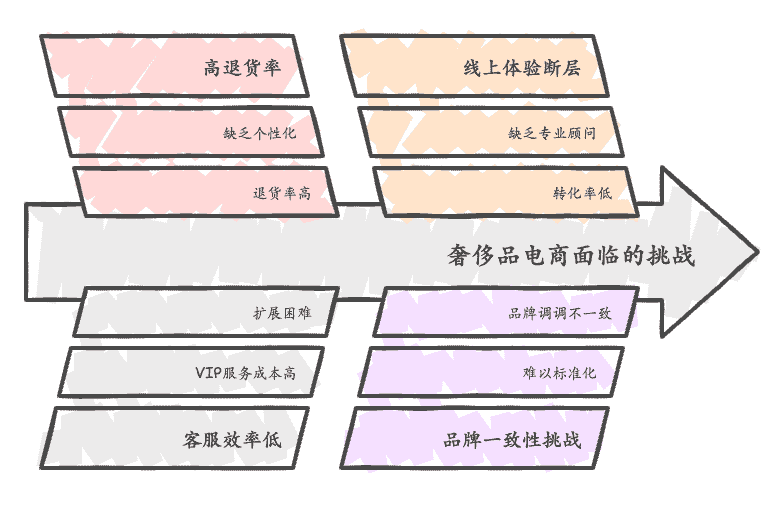 高退货率
缺乏个性化
退货率高
线上体验断层
缺乏专业顾问
转化率低
奢侈品电商面临的挑战
扩展困难
VIP服务成本高
客服效率低
品牌调调不一致
难以标准化
品牌一致性挑战